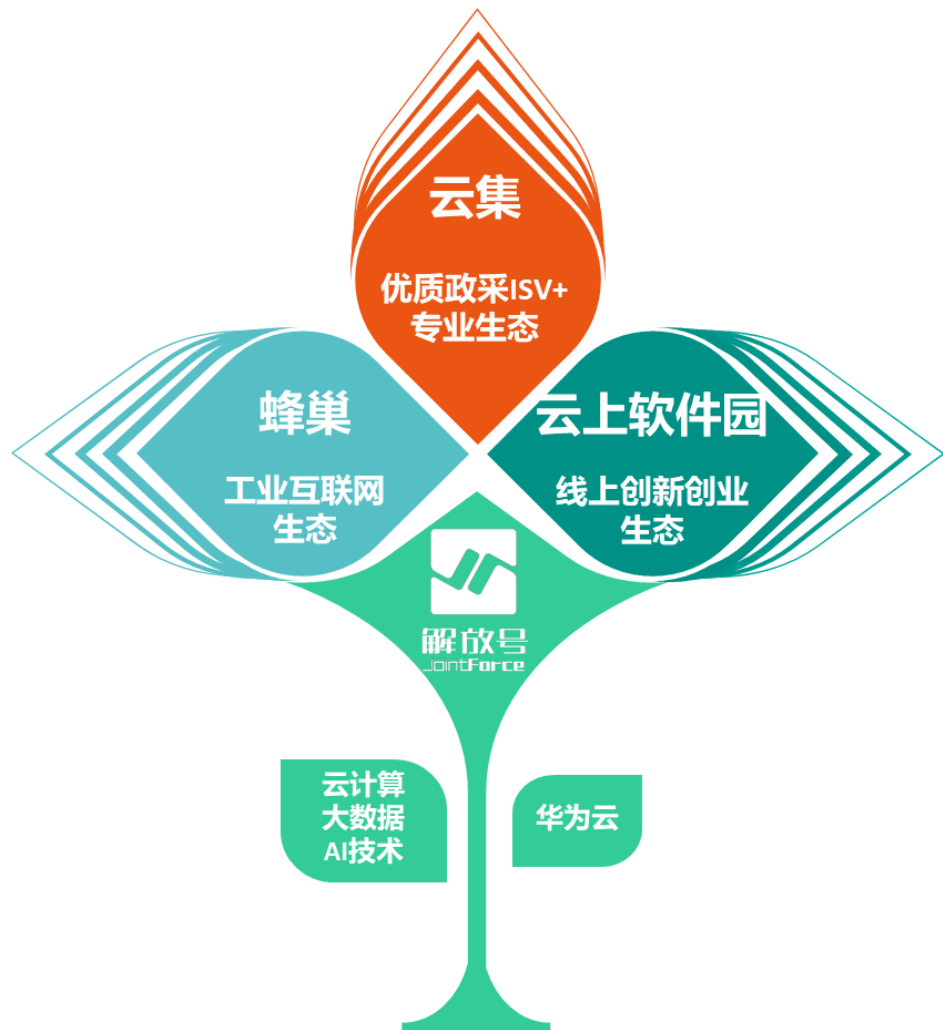 云集
优质政采ISV+
专业生态
蜂巢
工业互联网
生态
云上软件园
线上创新创业
生态
解放号
JointForce
云计算
大数据
AI技术
华为云